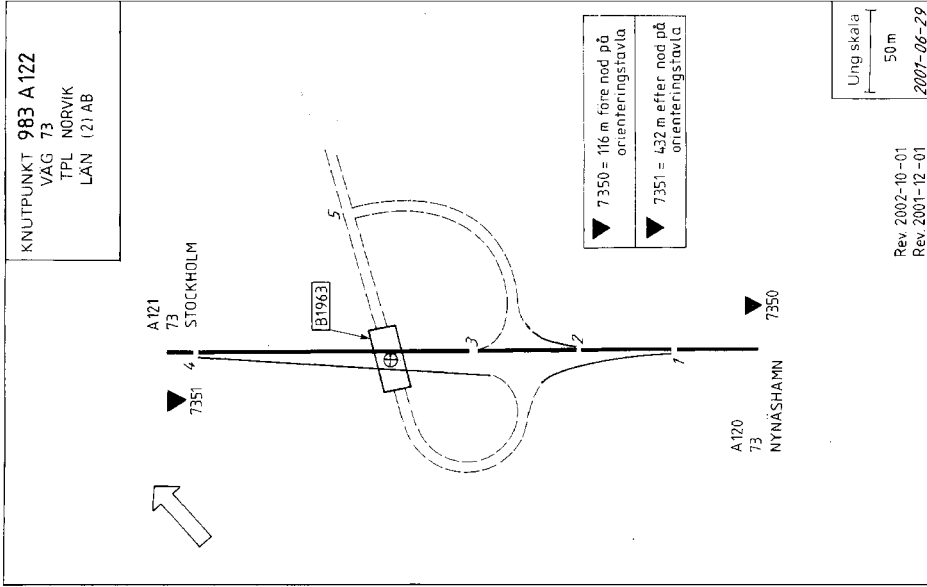 KNUTPUNKT 983 A122
VÄG 73
TPL NORVIK
LÄN (2) AB
A121
73
STOCKHOLM
4
7351
B1963
5
3
2
1
7350
A120
73
NYNÄSHAMN
7350 = 116 m före nod på
orienteringstavla
7351 = 432 m efter nod på
orienteringstavla
Ung skala
50 m
2001-06-29
Rev. 2002-10-01
Rev. 2001-12-01